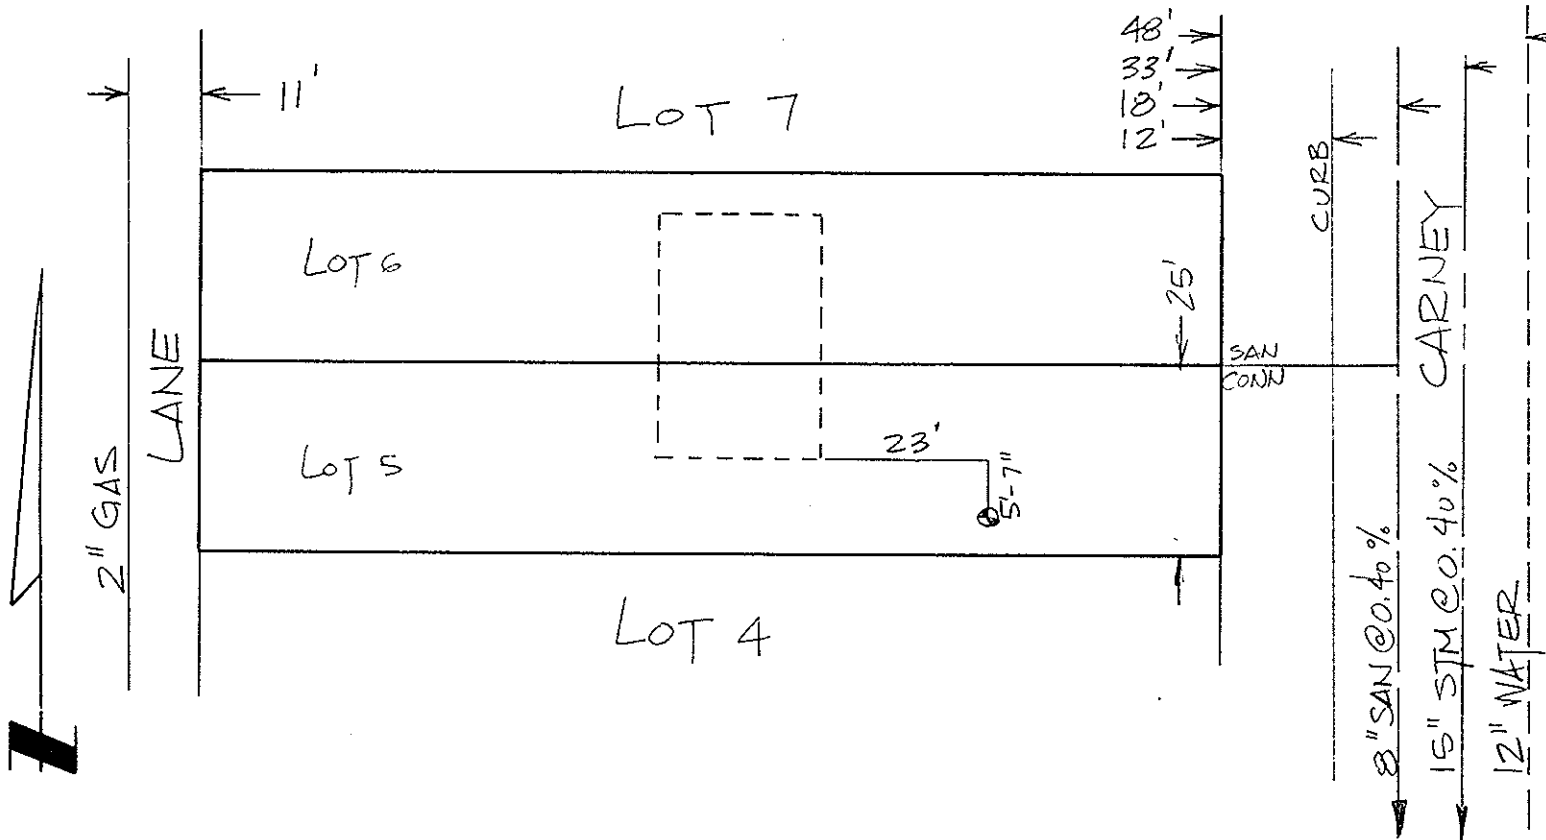 48'
33'
18'
12'
11'
LOT 7
CURB
LOT 6
25'
CARNEY
LANE
SAN
CONN
LOT 5
23'
5'-7"
2" GAS
LOT 4
8" SAN @ 0.40%
15" STM @ 0.40%
12" WATER
N